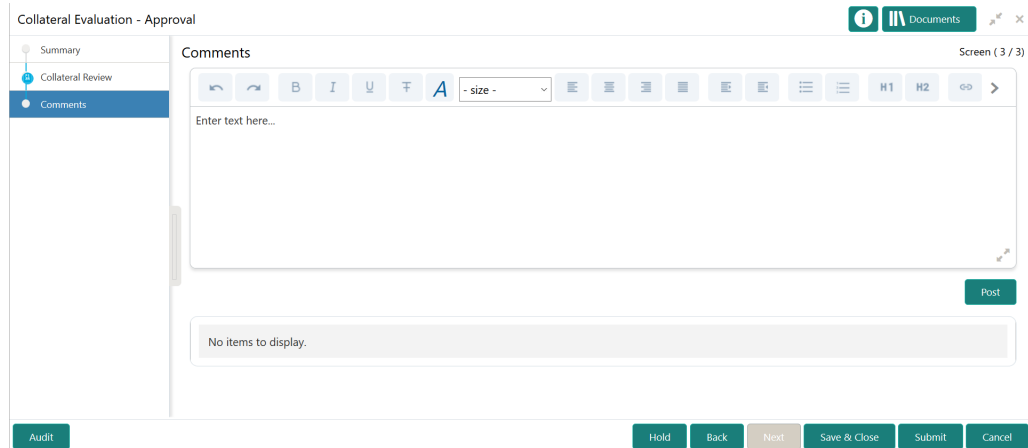 Collateral Evaluation - Approval
Documents
Summary
Collateral Review
Comments
Comments
Screen ( 3 / 3)
B I U T A - size - H1 H2
Enter text here...
Post
No items to display.
Audit
Hold Back Next Save & Close Submit Cancel